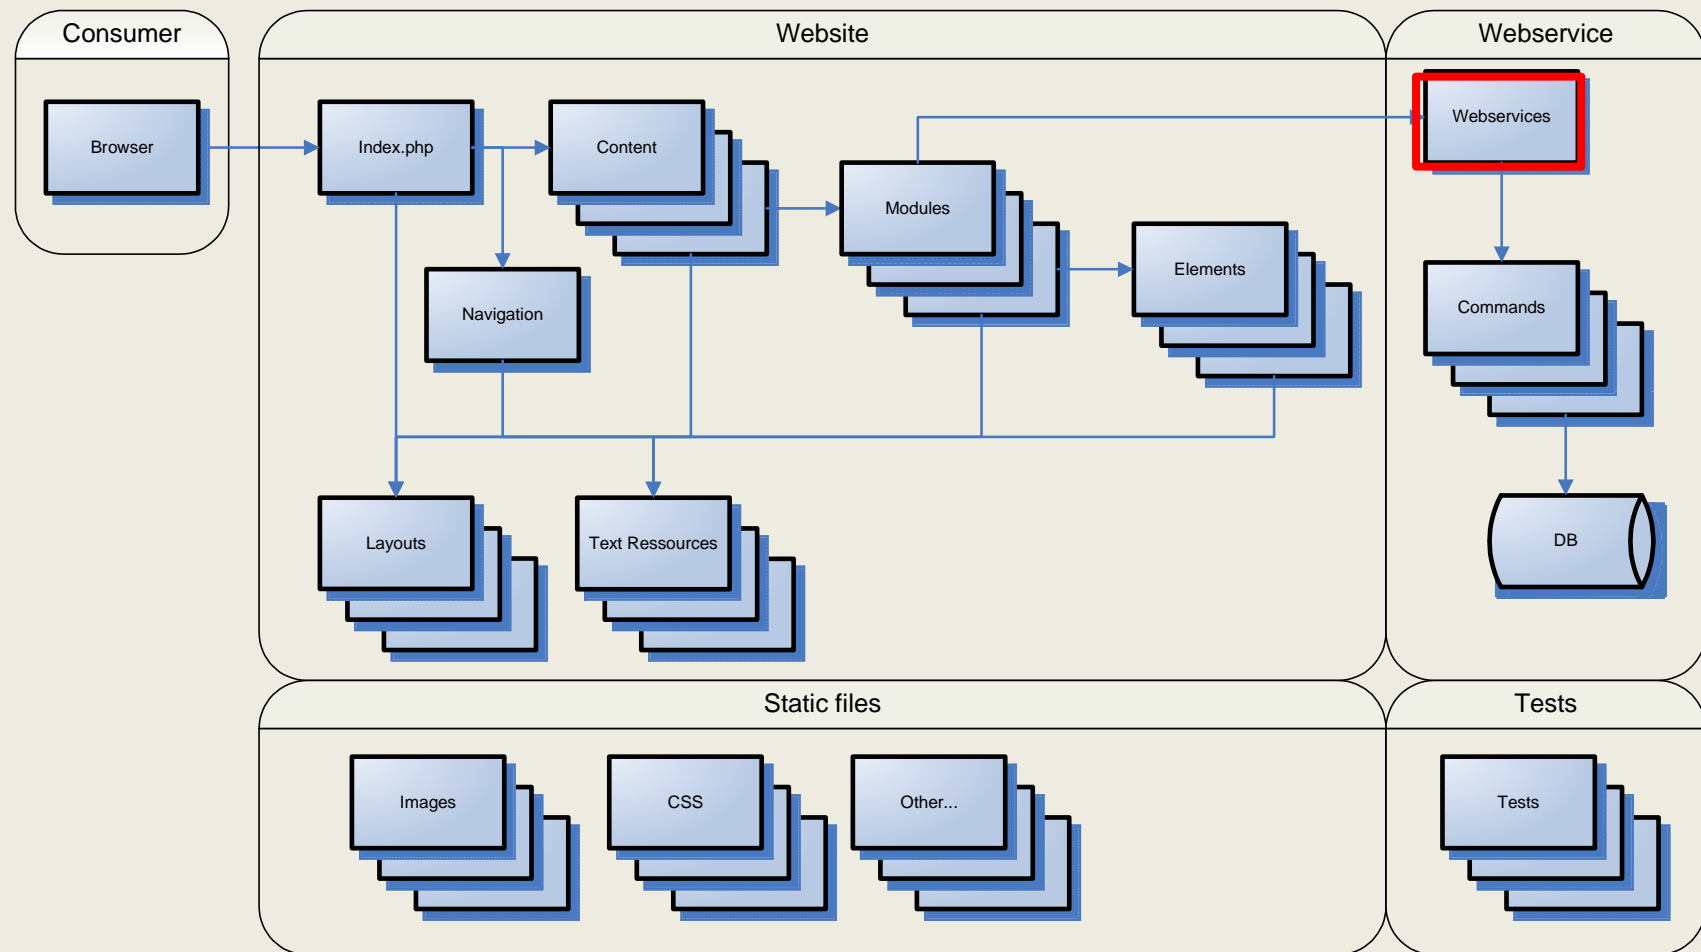 Consumer
Website
Webservice
Browser
Index.php
Content
Modules
Elements
Navigation
Webservices
Commands
Layouts
Text Ressources
DB
Static files
Tests
Images
CSS
Other...
Tests